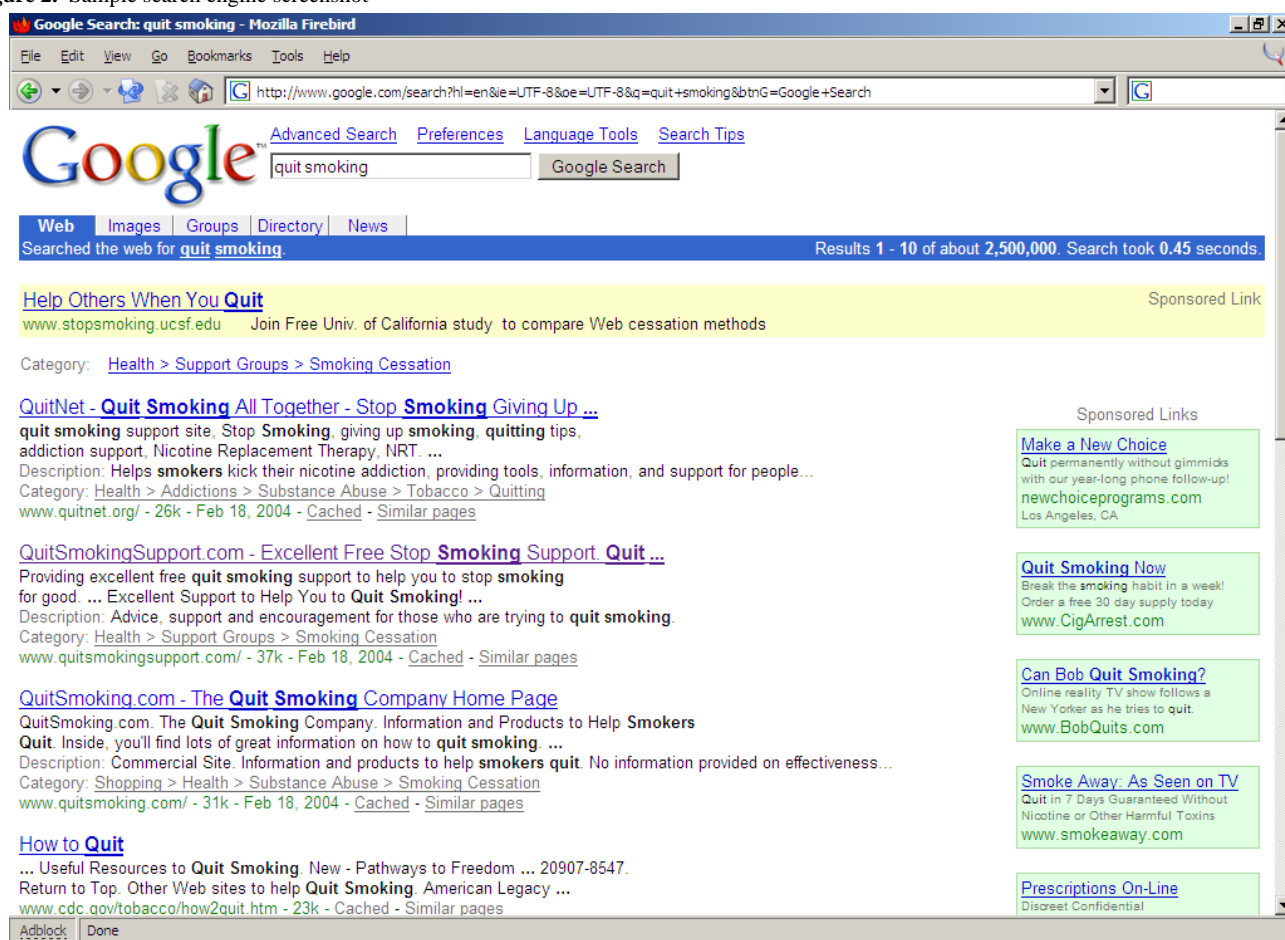 Figure 2. Sample search engine screenshot
Google Search: quit smoking - Mozilla Firebird
File Edit View Go Bookmarks Tools Help
http://www.google.com/search?hl=en&ie=UTF-8&oe=UTF-8&q=quit+smoking&btnG=Google+Search
G
Google™
Advanced Search Preferences Language Tools Search Tips
quit smoking Google Search
Web Images Groups Directory News
Searched the web for quit smoking. Results 1 - 10 of about 2,500,000. Search took 0.45 seconds.
Help Others When You Quit Sponsored Link
www.stopsmoking.ucsf.edu Join Free Univ. of California study to compare Web cessation methods
Category: Health > Support Groups > Smoking Cessation
QuitNet - Quit Smoking All Together - Stop Smoking Giving Up ...
quit smoking support site, Stop Smoking, giving up smoking, quitting tips,
addiction support, Nicotine Replacement Therapy, NRT. ...
Description: Helps smokers kick their nicotine addiction, providing tools, information, and support for people...
Category: Health > Addictions > Substance Abuse > Tobacco > Quitting
www.quitnet.org/ - 26k - Feb 18, 2004 - Cached - Similar pages
QuitSmokingSupport.com - Excellent Free Stop Smoking Support. Quit ...
Providing excellent free quit smoking support to help you to stop smoking
for good. ... Excellent Support to Help You to Quit Smoking! ...
Description: Advice, support and encouragement for those who are trying to quit smoking.
Category: Health > Support Groups > Smoking Cessation
www.quitsmokingsupport.com/ - 37k - Feb 18, 2004 - Cached - Similar pages
QuitSmoking.com - The Quit Smoking Company Home Page
QuitSmoking.com. The Quit Smoking Company. Information and Products to Help Smokers
Quit. Inside, you'll find lots of great information on how to quit smoking. ...
Description: Commercial Site. Information and products to help smokers quit. No information provided on effectiveness...
Category: Shopping > Health > Substance Abuse > Smoking Cessation
www.quitsmoking.com/ - 31k - Feb 18, 2004 - Cached - Similar pages
How to Quit
... Useful Resources to Quit Smoking. New - Pathways to Freedom ... 20907-8547.
Return to Top. Other Web sites to help Quit Smoking. American Legacy ...
www.cdc.gov/tobacco/how2quit.htm - 23k - Cached - Similar pages
Sponsored Links
Make a New Choice
Quit permanently without gimmicks
with our year-long phone follow-up!
newchoiceprograms.com
Los Angeles, CA
Quit Smoking Now
Break the smoking habit in a week!
Order a free 30 day supply today
www.CigArrest.com
Can Bob Quit Smoking?
Online reality TV show follows a
New Yorker as he tries to quit.
www.BobQuits.com
Smoke Away: As Seen on TV
Quit in 7 Days Guaranteed Without
Nicotine or Other Harmful Toxins
www.smokeaway.com
Prescriptions On-Line
Discreet Confidential
Adblock Done